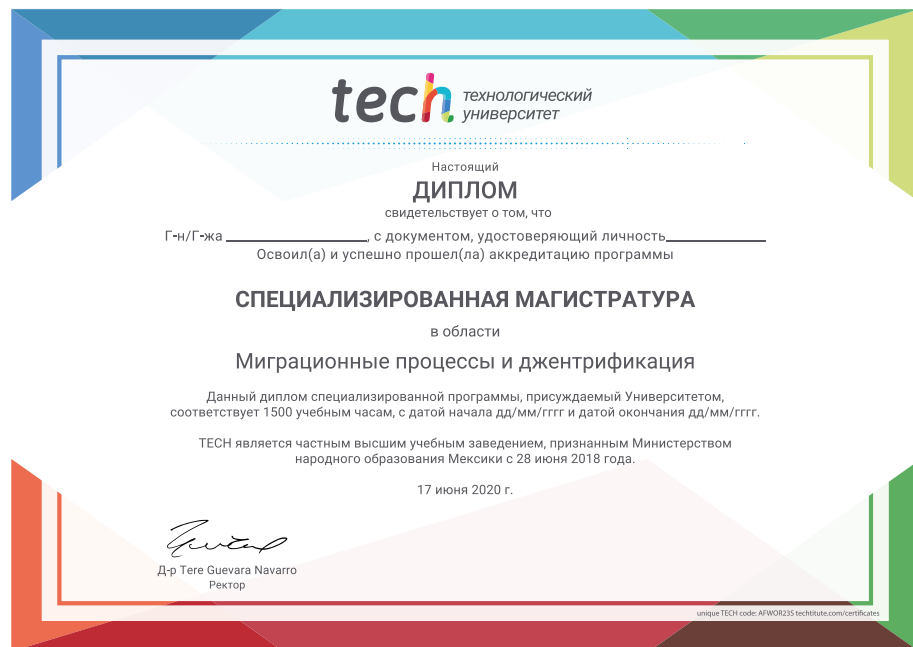 tech технологический
университет
Настоящий
ДИПЛОМ
свидетельствует о том, что
Г-н/Г-жа ____________________, с документом, удостоверяющий личность______________
Освоил(а) и успешно прошел(ла) аккредитацию программы
СПЕЦИАЛИЗИРОВАННАЯ МАГИСТРАТУРА
в области
Миграционные процессы и джентрификация
Данный диплом специализированной программы, присуждаемый Университетом,
соответствует 1500 учебным часам, с датой начала дд/мм/гггг и датой окончания дд/мм/гггг.
TECH является частным высшим учебным заведением, признанным Министерством
народного образования Мексики с 28 июня 2018 года.
17 июня 2020 г.
Д-р Tere Guevara Navarro
Ректор
unique TECH code: AFWOR23S techtitute.com/certificates